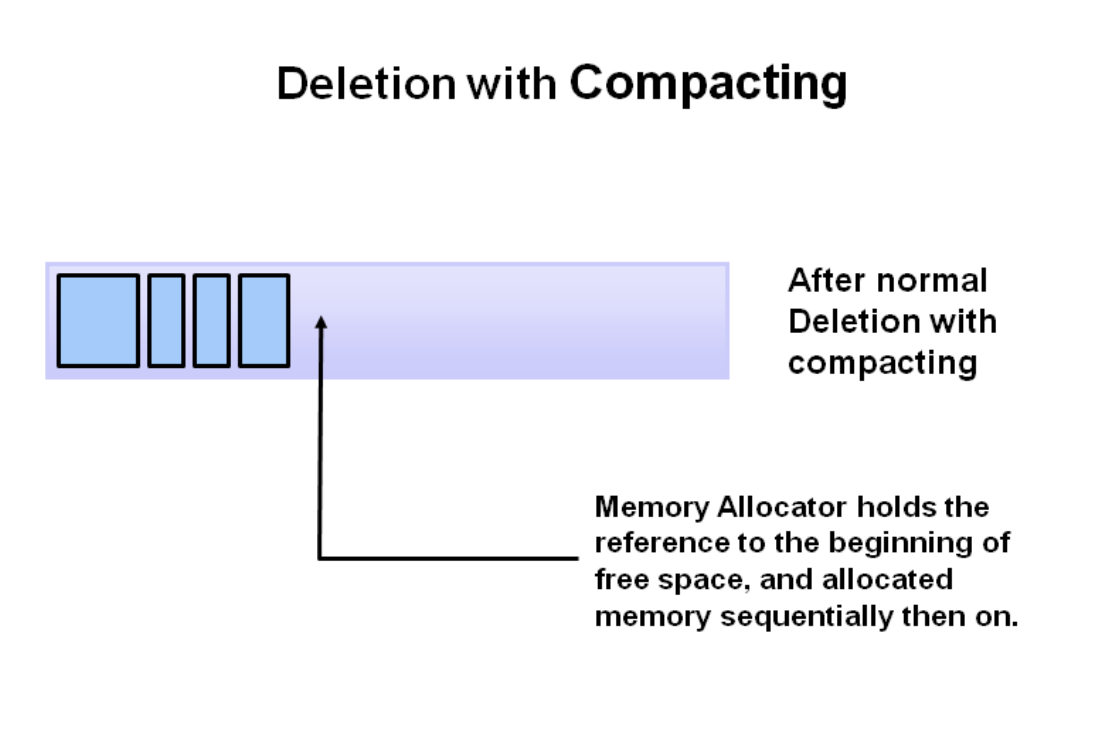 Deletion with Compacting
After normal
Deletion with
compacting
Memory Allocator holds the
reference to the beginning of
free space, and allocated
memory sequentially then on.